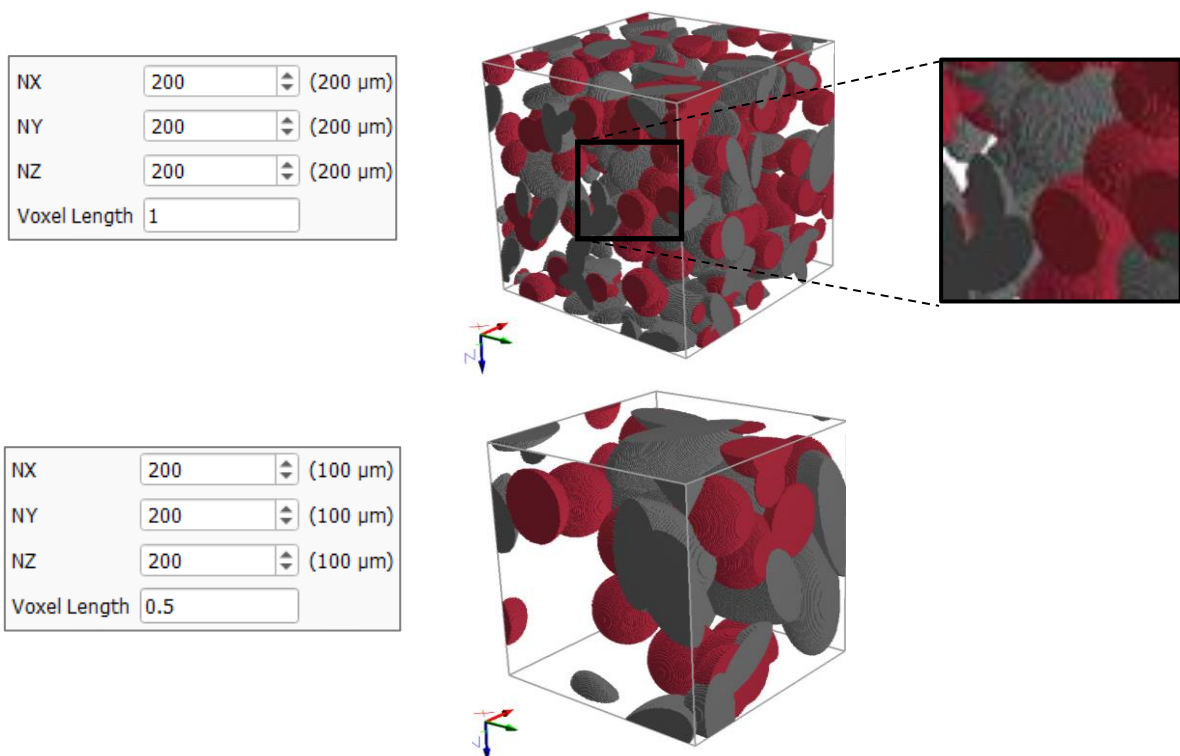 NX 200 (200 µm)
NY 200 (200 µm)
NZ 200 (200 µm)
Voxel Length 1
Z
NX 200 (100 µm)
NY 200 (100 µm)
NZ 200 (100 µm)
Voxel Length 0.5